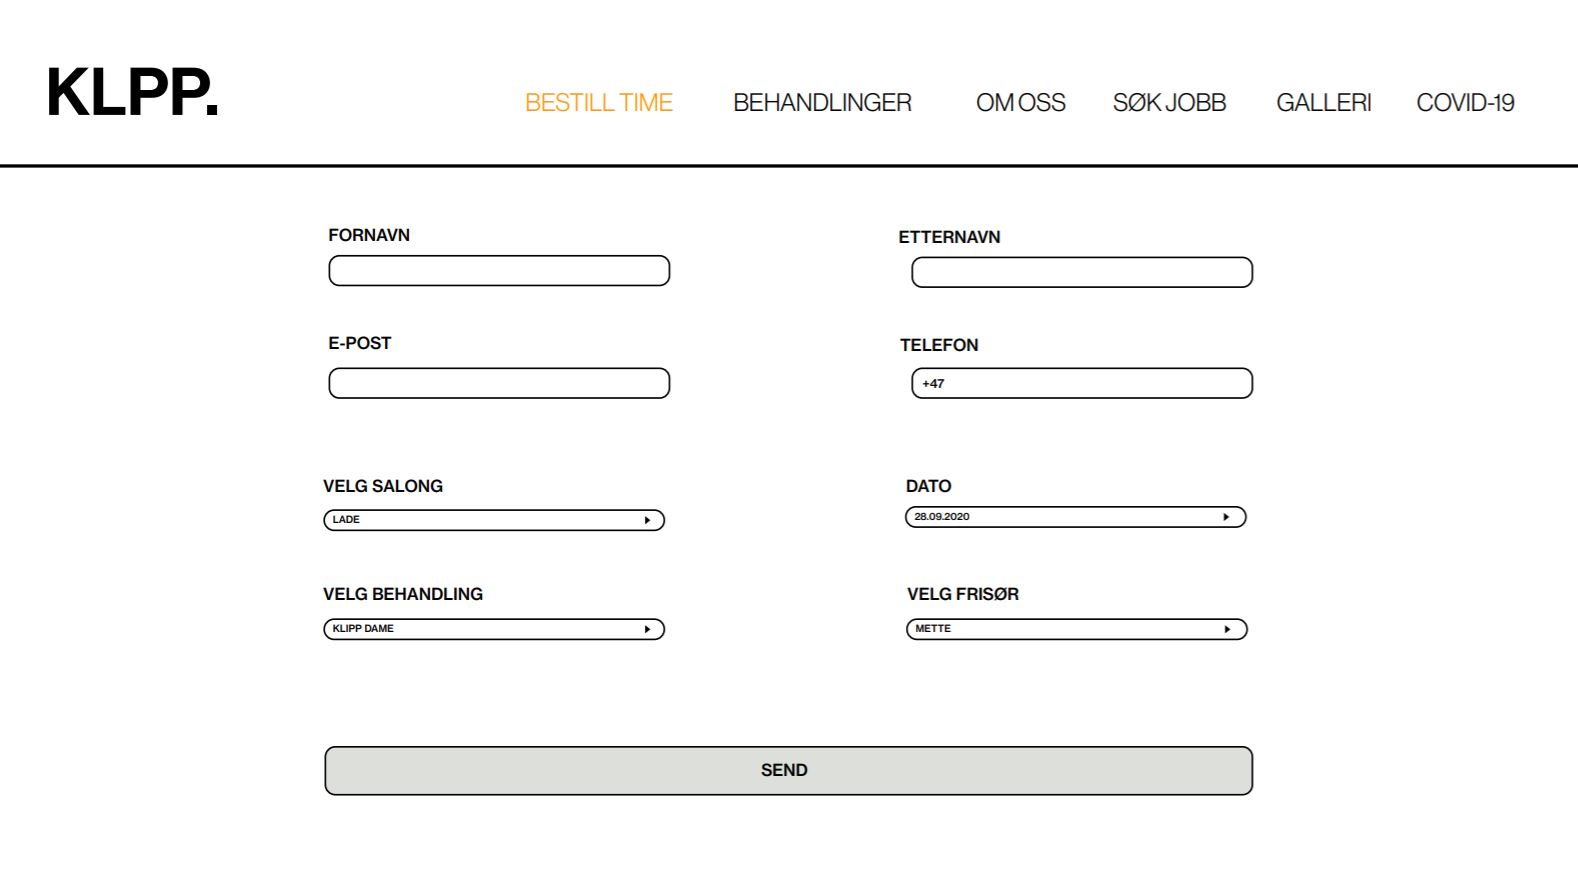 KLPP.
BESTILL TIME
BEHANDLINGER
OM OSS
SØK JOBB
GALLERI
COVID-19
FORNAVN
ETTERNAVN
E-POST
TELEFON
+47
VELG SALONG
DATO
LADE
28.09.2020
VELG BEHANDLING
VELG FRISØR
KLIPP DAME
METTE
SEND